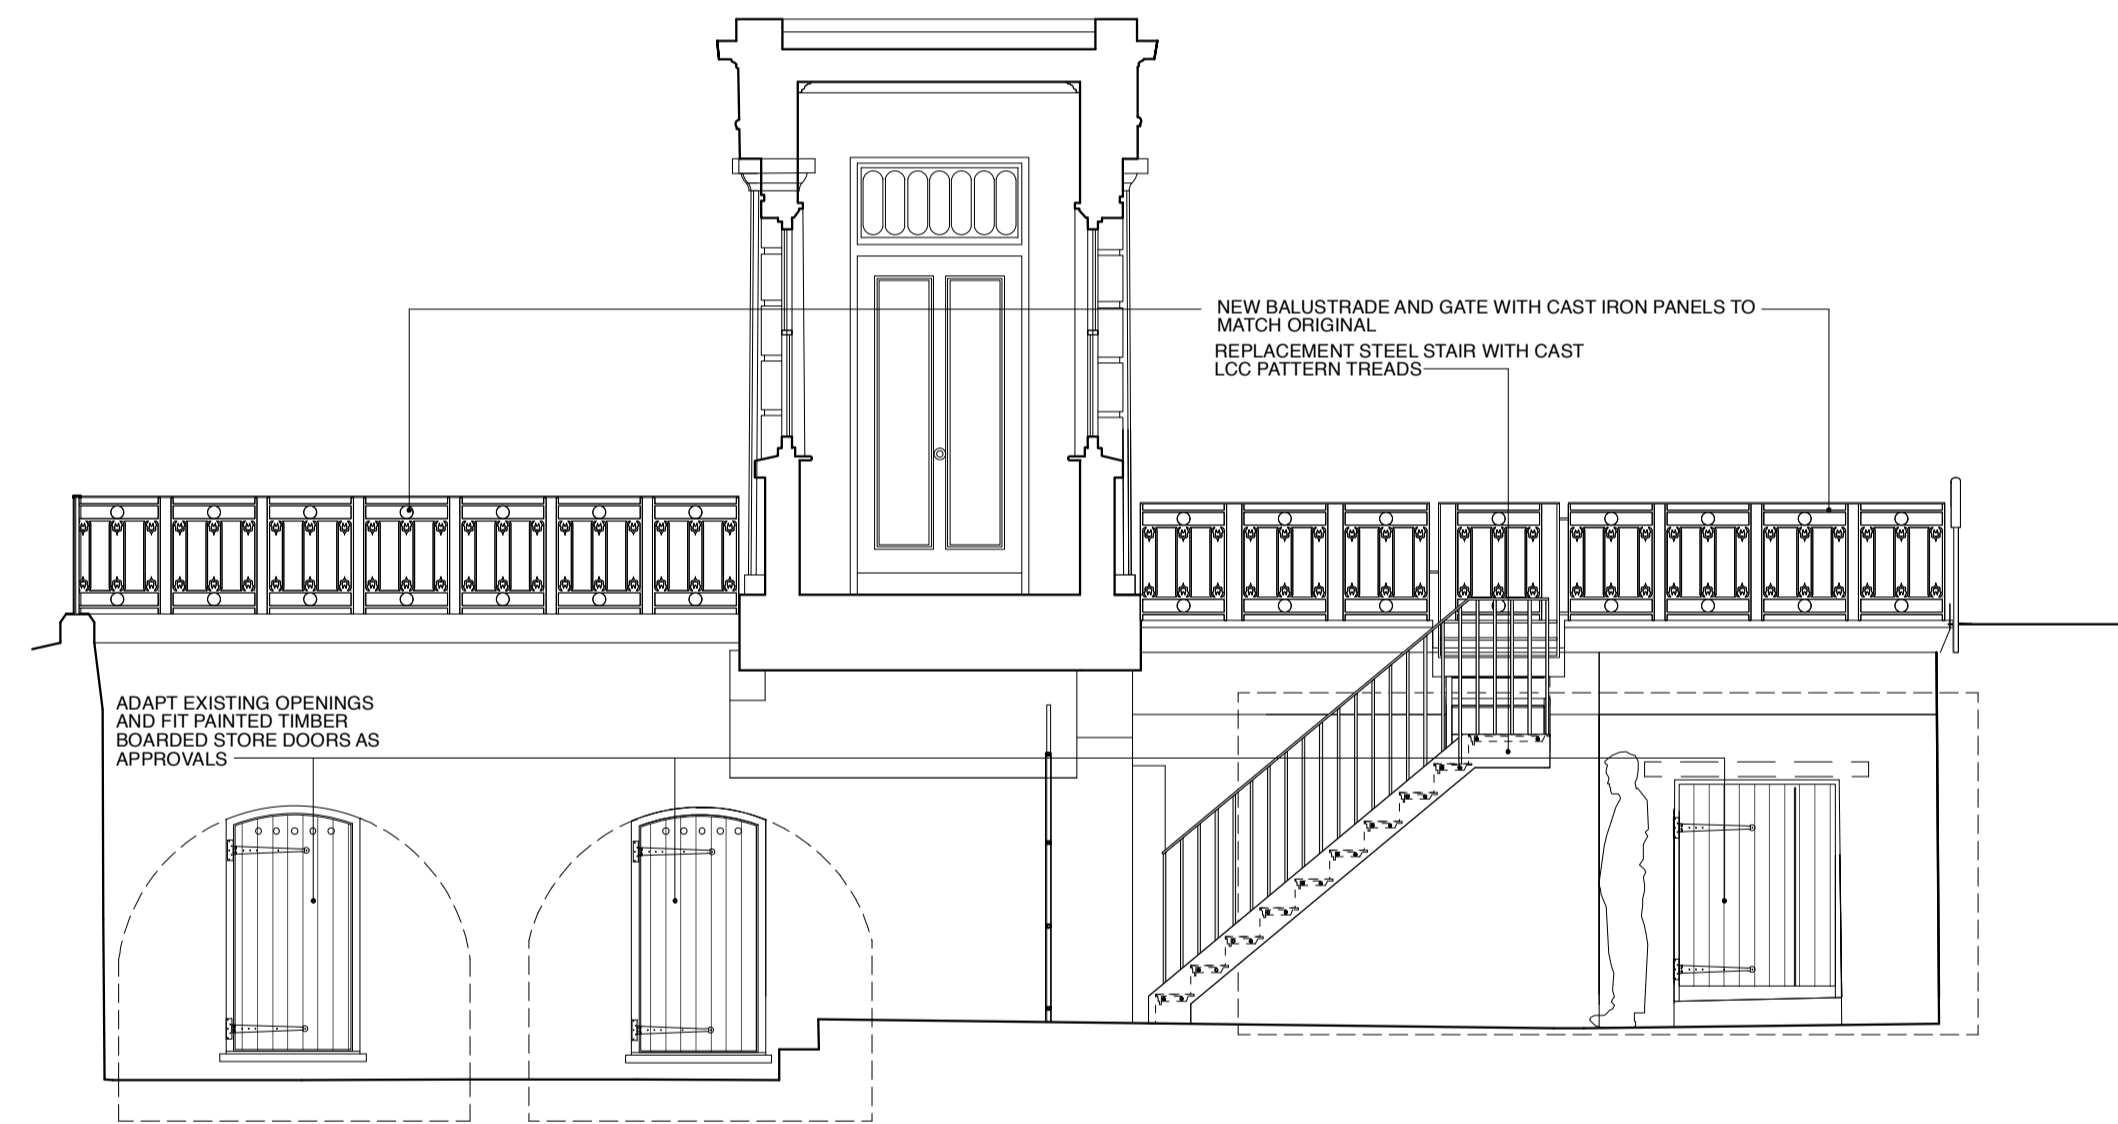 NEW BALUSTRADE AND GATE WITH CAST IRON PANELS TO
MATCH ORIGINAL
REPLACEMENT STEEL STAIR WITH CAST
LCC PATTERN TREADS
ADAPT EXISTING OPENINGS
AND FIT PAINTED TIMBER
BOARDED STORE DOORS AS
APPROVALS